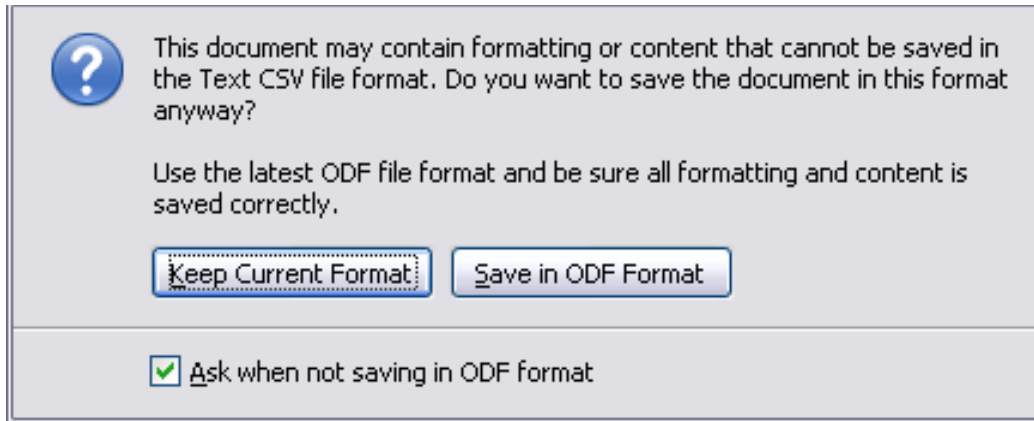 This document may contain formatting or content that cannot be saved in
the Text CSV file format. Do you want to save the document in this format
anyway?
Use the latest ODF file format and be sure all formatting and content is
saved correctly.
Keep Current Format
Save in ODF Format
Ask when not saving in ODF format